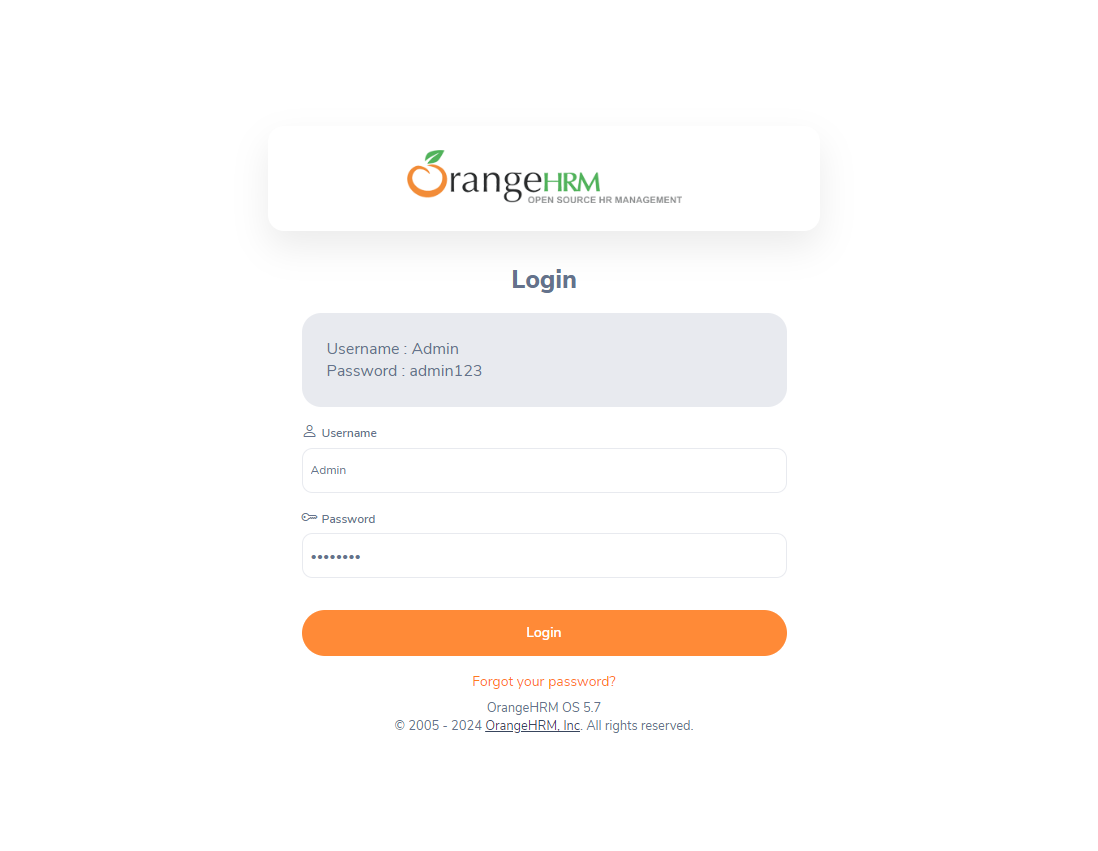 OrangeHRM
OPEN SOURCE HR MANAGEMENT
Login
Username : Admin
Password : admin123
Username
Admin
Password
••••••••
Login
Forgot your password?
OrangeHRM OS 5.7
© 2005 - 2024 OrangeHRM, Inc. All rights reserved.